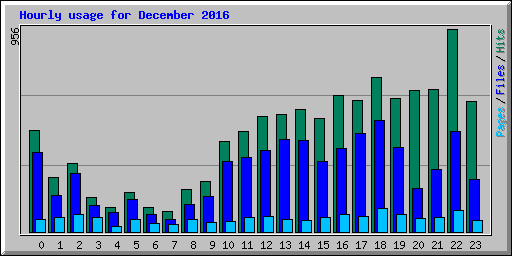 Hourly usage for December 2016
956
Pages/Files/Hits
0 1 2 3 4 5 6 7 8 9 10 11 12 13 14 15 16 17 18 19 20 21 22 23